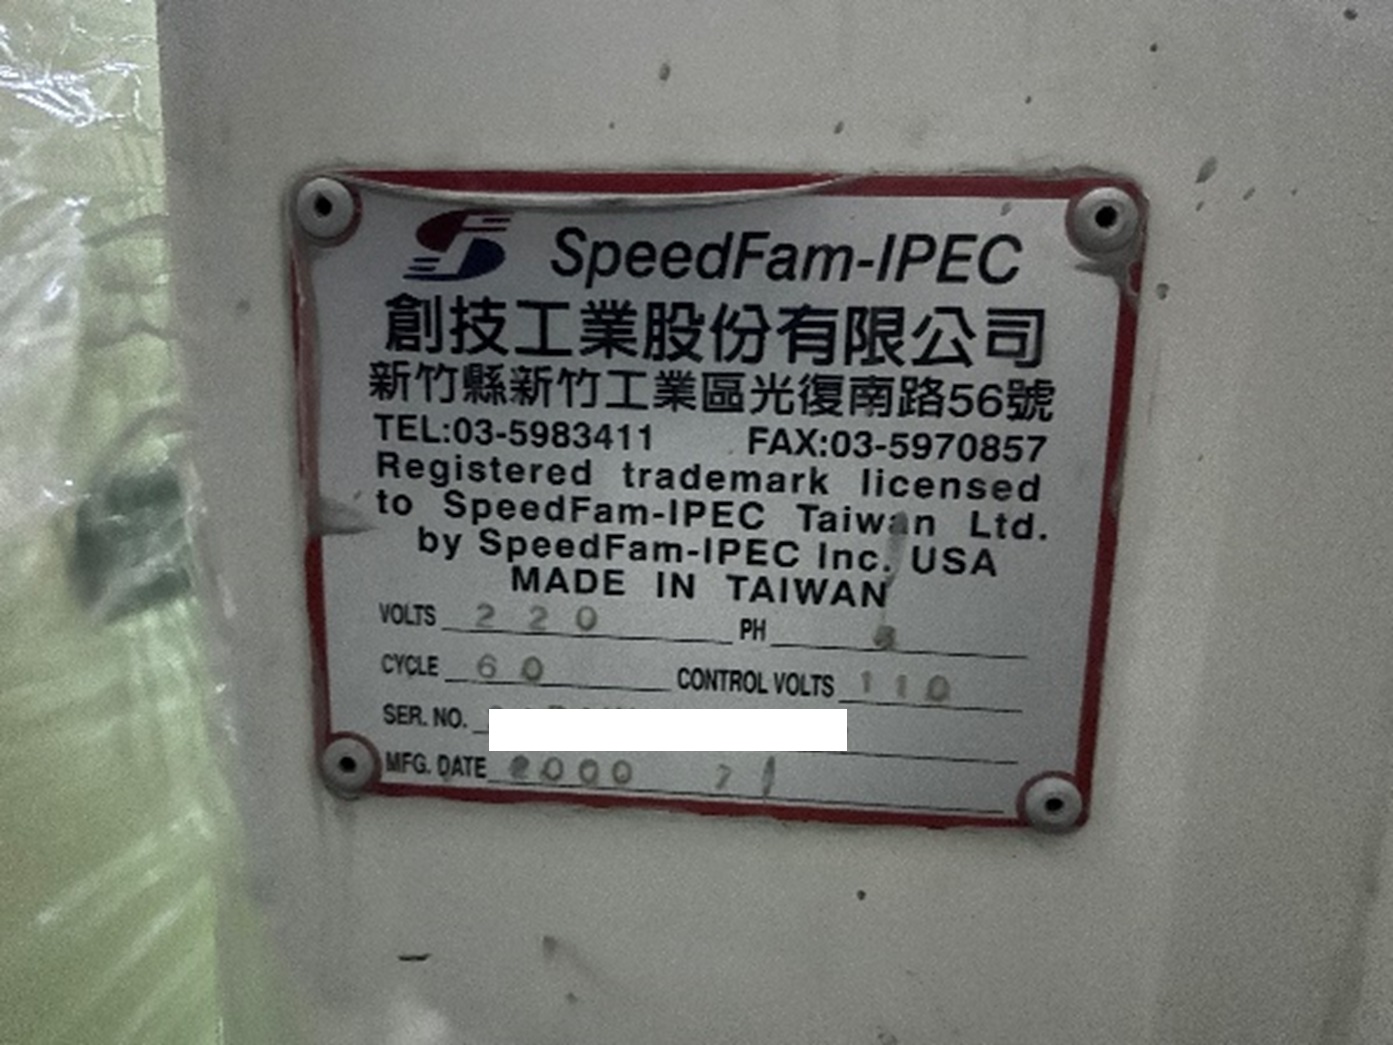 SpeedFam-IPEC
創技工業股份有限公司
新竹縣新竹工業區光復南路56號
TEL:03-5983411 FAX:03-5970857
Registered trademark licensed
to SpeedFam-IPEC Taiwan Ltd.
by SpeedFam-IPEC Inc. USA
MADE IN TAIWAN
VOLTS 220 PH
CYCLE 60 CONTROL VOLTS 110
SER. NO.
MFG. DATE 2000 7